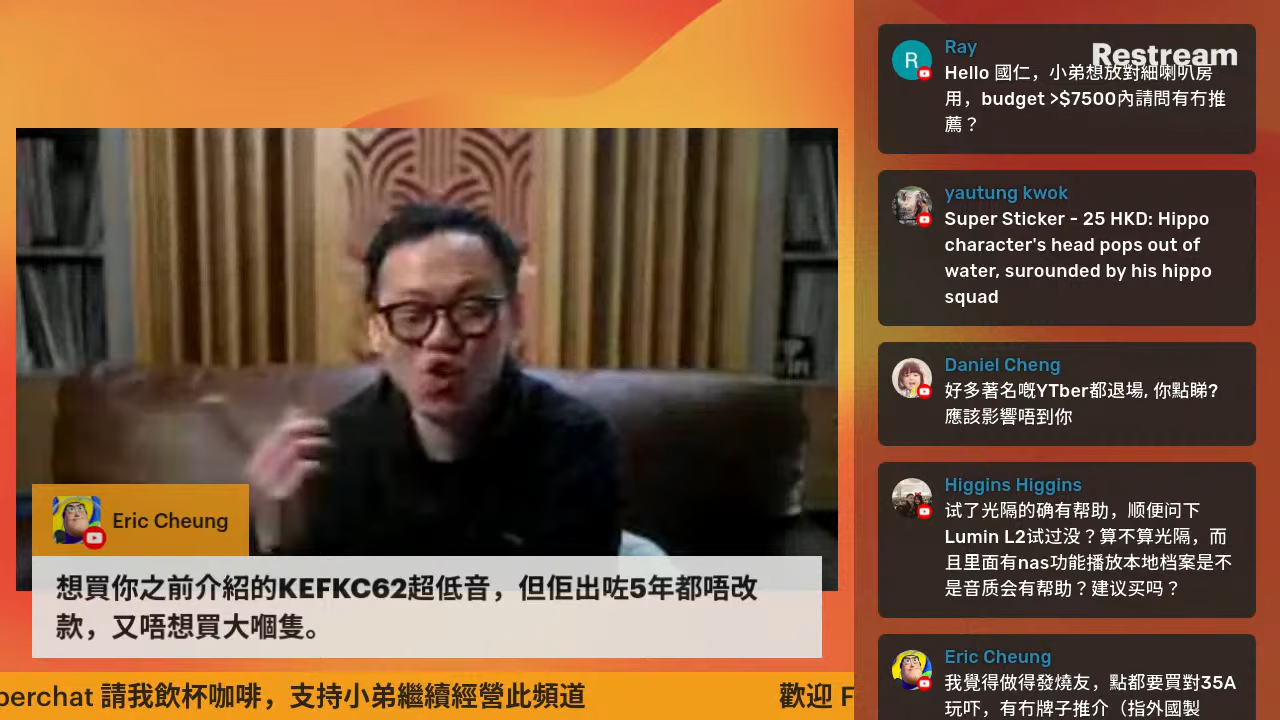 Restream
R
Ray
Hello 國仁，小弟想放對細喇叭房
用，budget >$7500內請問有冇推
薦？
yautung kwok
Super Sticker - 25 HKD: Hippo
character's head pops out of
water, surounded by his hippo
squad
Daniel Cheng
好多著名嘅YTber都退場, 你點睇?
應該影響唔到你
Higgins Higgins
试了光隔的确有帮助，顺便问下
Lumin L2试过没？算不算光隔，而
且里面有nas功能播放本地档案是不
是音质会有帮助？建议买吗？
Eric Cheung
我覺得做得發燒友，點都要買對35A
玩吓，有冇牌子推介（指外國製
Eric Cheung
想買你之前介紹的KEFKC62超低音，但佢出咗5年都唔改
款，又唔想買大嗰隻。
perchat 請我飲杯咖啡，支持小弟繼續經營此頻道
歡迎 F